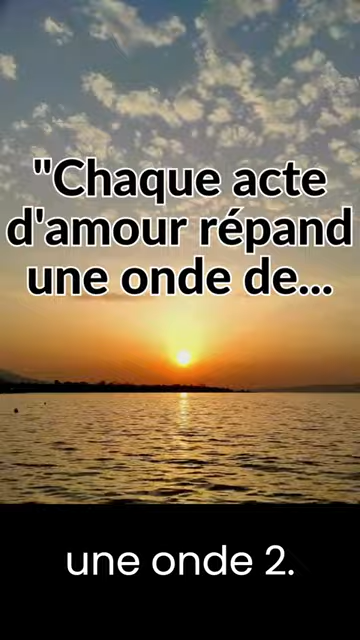 "Chaque acte
d'amour répand
une onde de...
une onde 2.